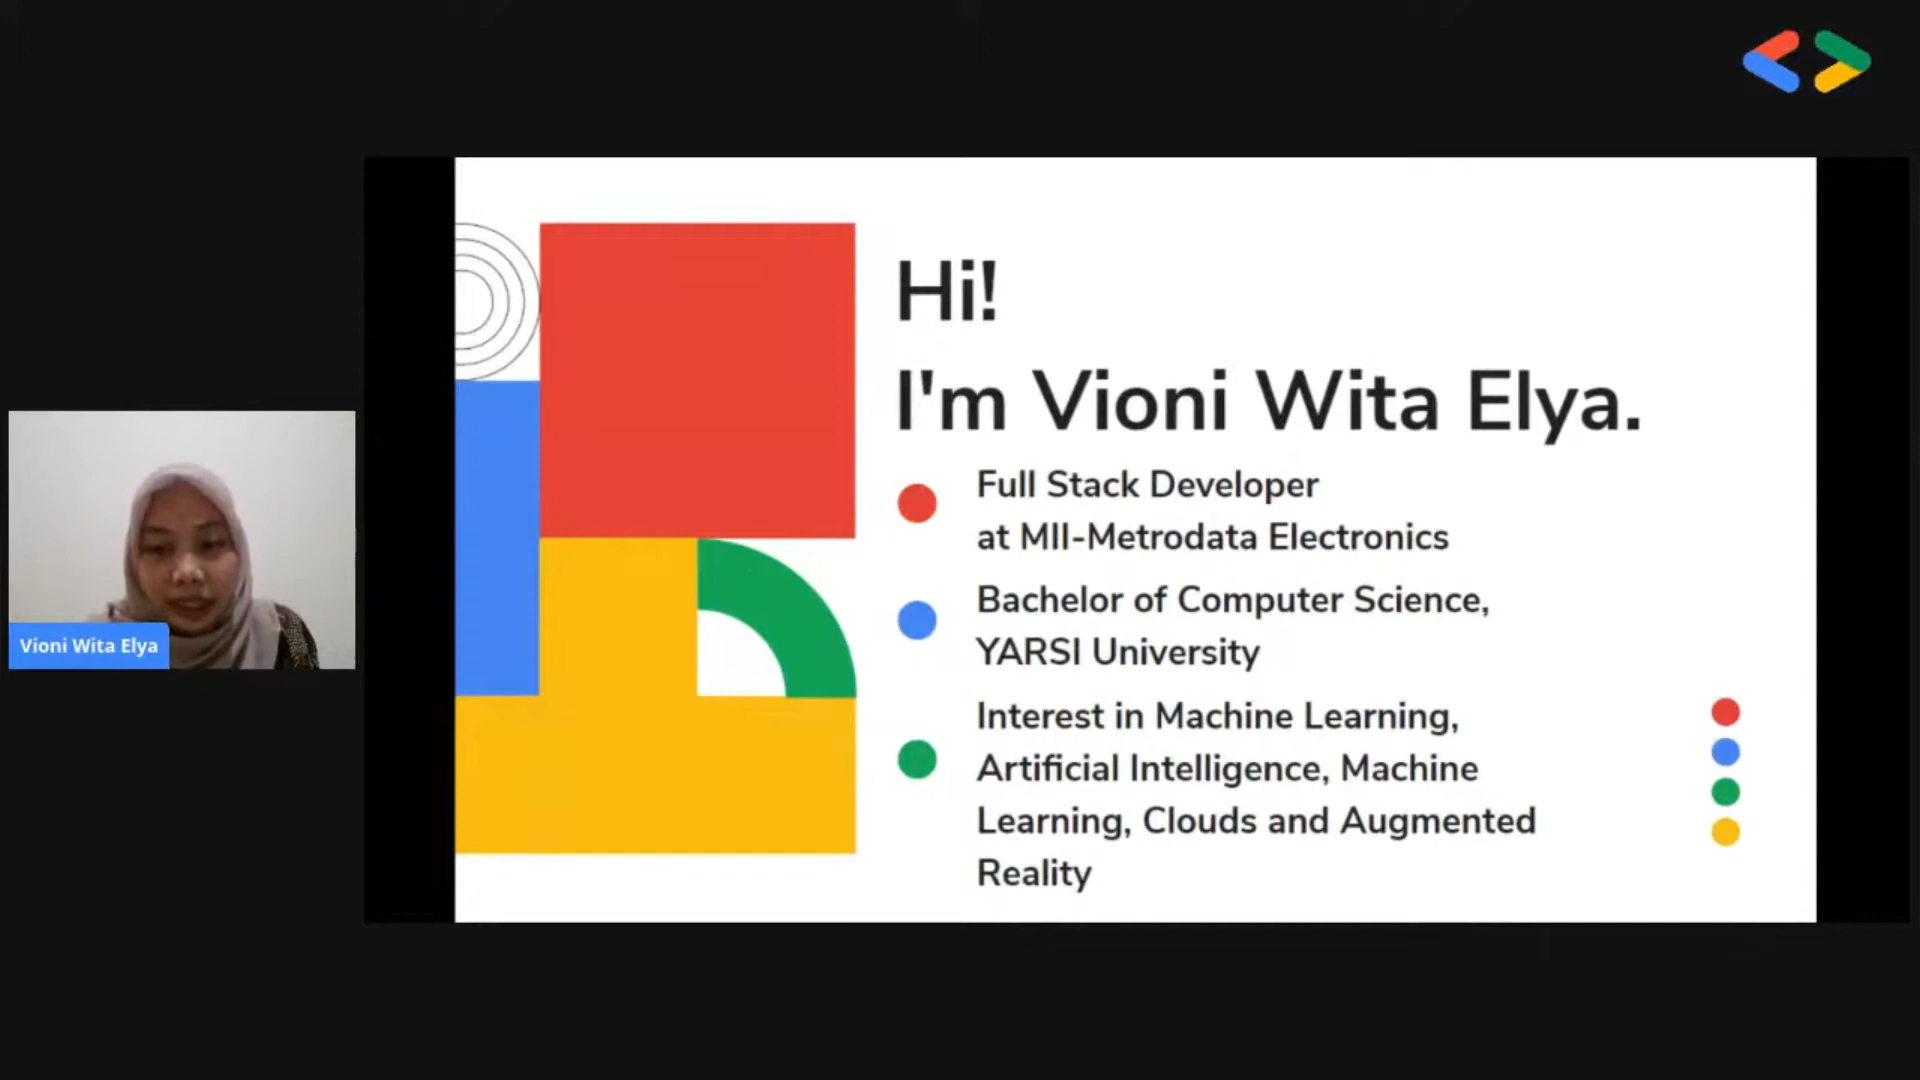 Hi!
I'm Vioni Wita Elya.
Full Stack Developer
at MII-Metrodata Electronics
Bachelor of Computer Science,
YARSI University
Interest in Machine Learning,
Artificial Intelligence, Machine
Learning, Clouds and Augmented
Reality
Vioni Wita Elya